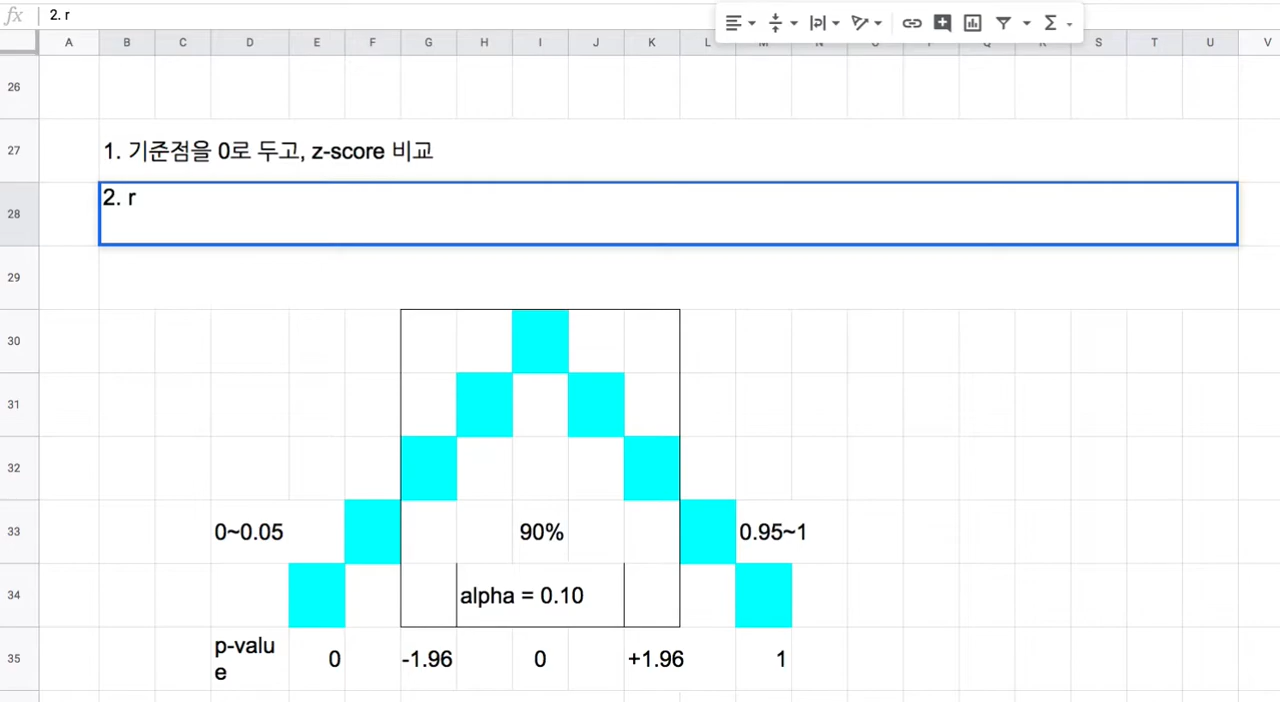 fx 2. r
A B C D E F G H I J K L M N O P Q R S T U V
26
27 1. 기준점을 0로 두고, z-score 비교
28 2. r
29
30
31
32
33 0~0.05 90% 0.95~1
34 alpha = 0.10
35 p-valu
e 0 -1.96 0 +1.96 1